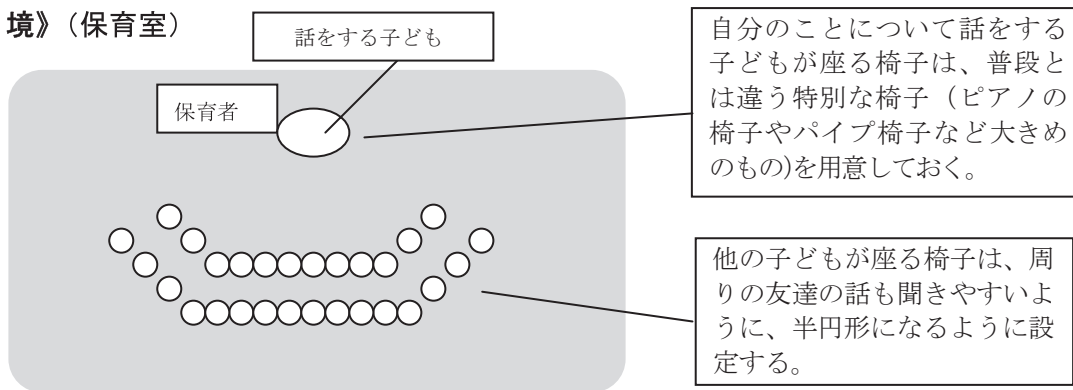 境》(保育室)
話をする子ども
保育者
自分のことについて話をする
子どもが座る椅子は、普段と
は違う特別な椅子（ピアノの
椅子やパイプ椅子など大きめ
のもの)を用意しておく。
他の子どもが座る椅子は、周
りの友達の話も聞きやすいよ
うに、半円形になるように設
定する。